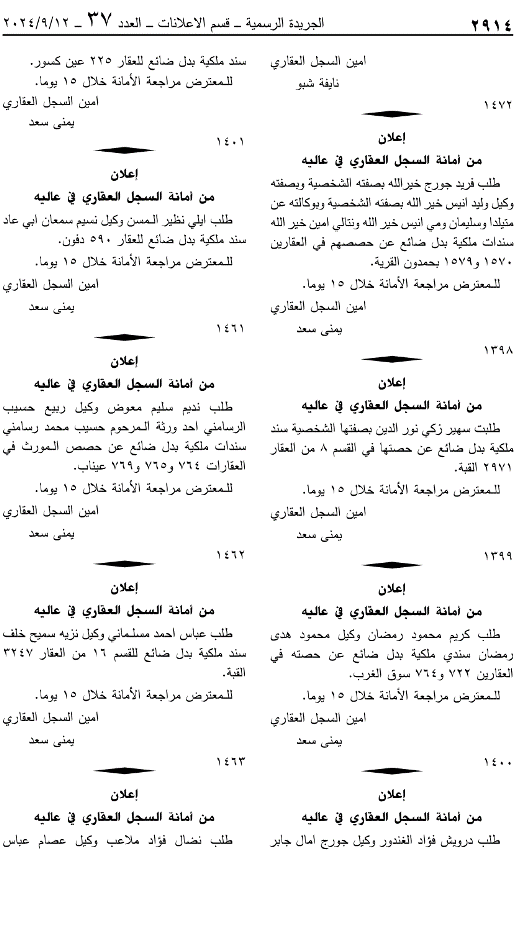 ٢٩١٤
الجريدة الرسمية ــ قسم الاعلانات ــ العدد ٣٧ ــ ٢٠٢٤/٩/١٢
امين السجل العقاري
نايفة شبو
١٤٧٢
إعلان
من أمانة السجل العقاري في عاليه
طلب فريد جورج خيرالله بصفته الشخصية وبصفته
وكيل وليد انيس خير الله بصفته الشخصية وبوكالته عن
متيلدا وسليمان ومي انيس خير الله ونتالي امين خير الله
سندات ملكية بدل ضائع عن حصصهم في العقارين
١٥٧٠ و١٥٧٩ بحمدون القرية.
للـمعترض مراجعة الأمانة خلال ١٥ يوما.
امين السجل العقاري
يمنى سعد
١٣٩٨
إعلان
من أمانة السجل العقاري في عاليه
طلبت سهير زكي نور الدين بصفتها الشخصية سند
ملكية بدل ضائع عن حصتها في القسم ٨ من العقار
٢٩٧١ القبة.
للـمعترض مراجعة الأمانة خلال ١٥ يوما.
امين السجل العقاري
يمنى سعد
١٣٩٩
إعلان
من أمانة السجل العقاري في عاليه
طلب كريم محمود رمضان وكيل محمود هدى
رمضان سندي ملكية بدل ضائع عن حصته في
العقارين ٧٢٢ و٧٦٤ سوق الغرب.
للـمعترض مراجعة الأمانة خلال ١٥ يوما.
امين السجل العقاري
يمنى سعد
١٤٠٠
إعلان
من أمانة السجل العقاري في عاليه
طلب درويش فؤاد الغندور وكيل جورج امال جابر
سند ملكية بدل ضائع للعقار ٢٢٥ عين كسور.
للـمعترض مراجعة الأمانة خلال ١٥ يوما.
امين السجل العقاري
يمنى سعد
١٤٠١
إعلان
من أمانة السجل العقاري في عاليه
طلب ايلي نظير الـمسن وكيل نسيم سمعان ابي عاد
سند ملكية بدل ضائع للعقار ٥٩٠ دفون.
للـمعترض مراجعة الأمانة خلال ١٥ يوما.
امين السجل العقاري
يمنى سعد
١٤٦١
إعلان
من أمانة السجل العقاري في عاليه
طلب نديم سليم معوض وكيل ربيع حسيب
الرسامني احد ورثة الـمرحوم حسيب محمد رسامني
سندات ملكية بدل ضائع عن حصص الـمورث في
العقارات ٧٦٤ و٧٦٥ و٧٦٩ عيناب.
للـمعترض مراجعة الأمانة خلال ١٥ يوما.
امين السجل العقاري
يمنى سعد
١٤٦٢
إعلان
من أمانة السجل العقاري في عاليه
طلب عباس احمد مسلـماني وكيل نزيه سميح خلف
سند ملكية بدل ضائع للقسم ١٦ من العقار ٣٢٤٧
القبة.
للـمعترض مراجعة الأمانة خلال ١٥ يوما.
امين السجل العقاري
يمنى سعد
١٤٦٣
إعلان
من أمانة السجل العقاري في عاليه
طلب نضال فؤاد ملاعب وكيل عصام عباس